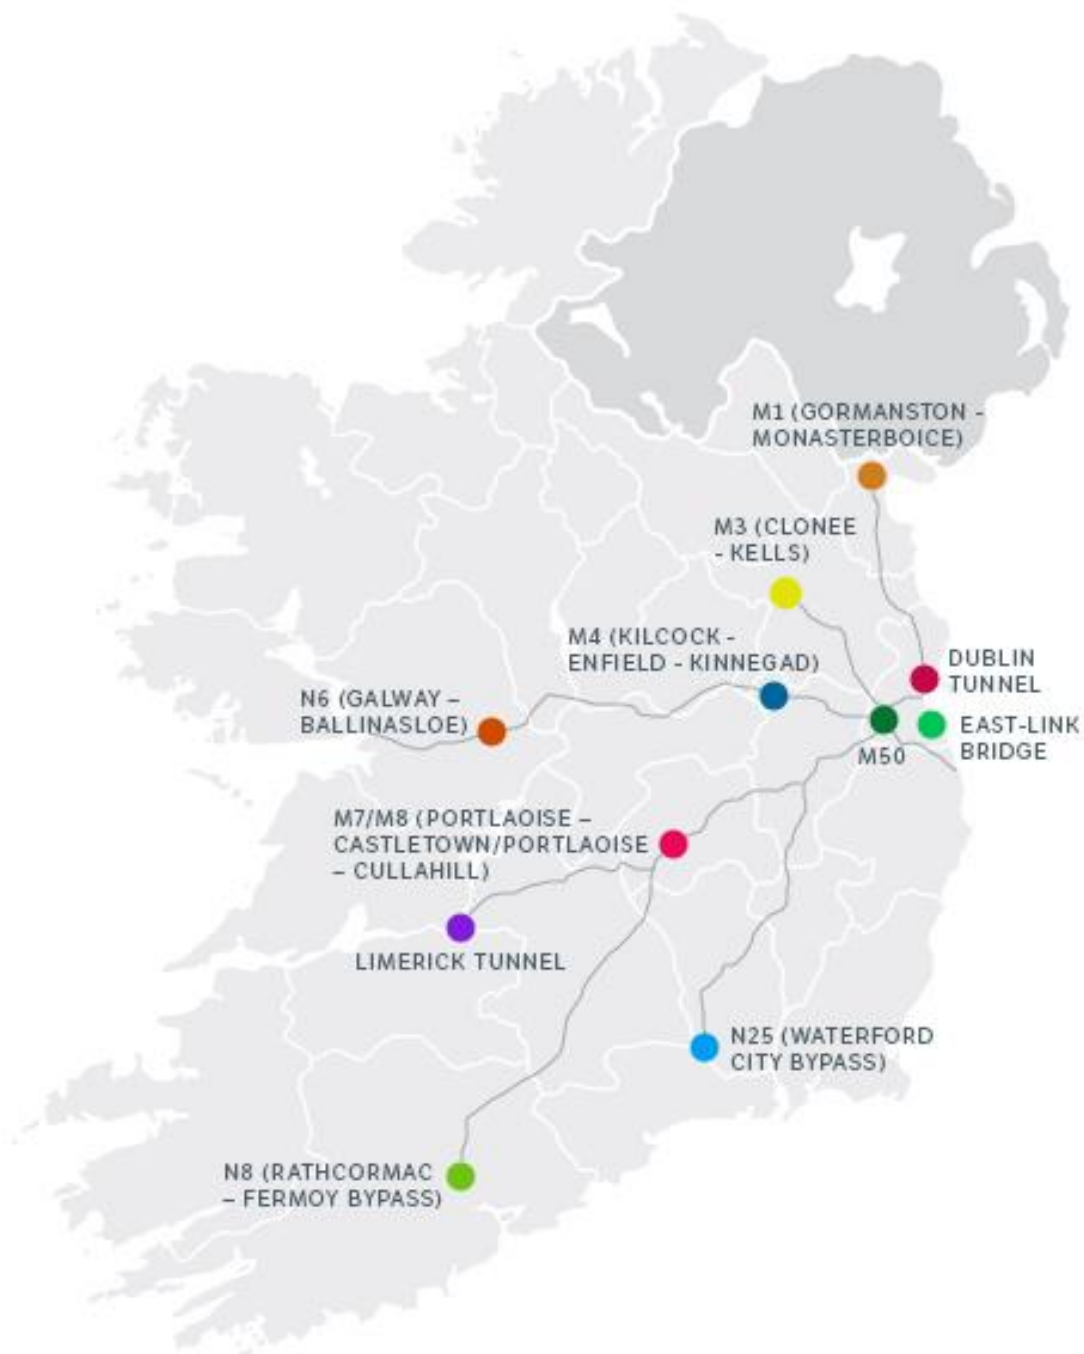 M1 (GORMANSTON -
MONASTERBOICE)
M3 (CLONEE
- KELLS)
M4 (KILCOCK -
ENFIELD - KINNEGAD)
DUBLIN
TUNNEL
N6 (GALWAY –
BALLINASLOE)
EAST-LINK
BRIDGE
M50
M7/M8 (PORTLAOISE –
CASTLETOWN/PORTLAOISE
– CULLAHILL)
LIMERICK TUNNEL
N25 (WATERFORD
CITY BYPASS)
N8 (RATHCORMAC
– FERMOY BYPASS)